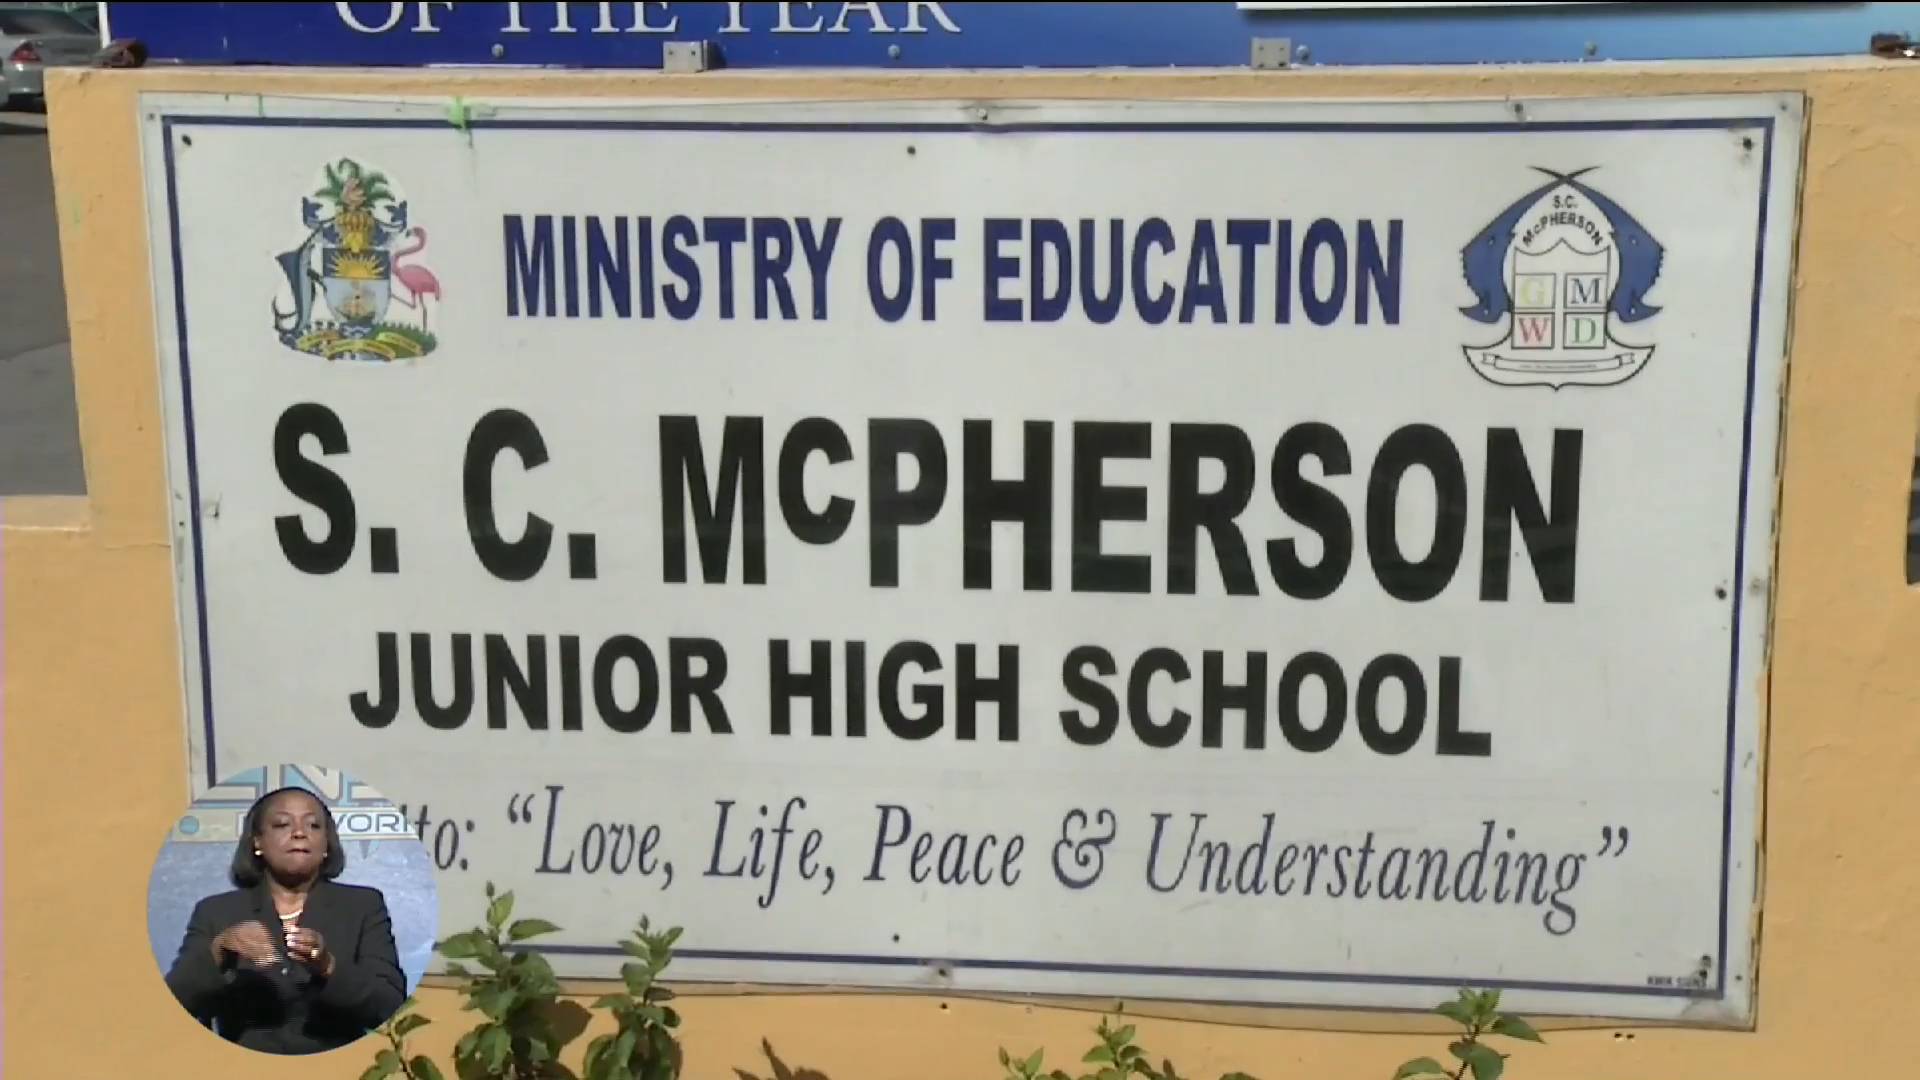 OF THE YEAR
MINISTRY OF EDUCATION
S.C.
McPHERSON
G M
W D
S. C. McPHERSON
JUNIOR HIGH SCHOOL
to: “Love, Life, Peace & Understanding”